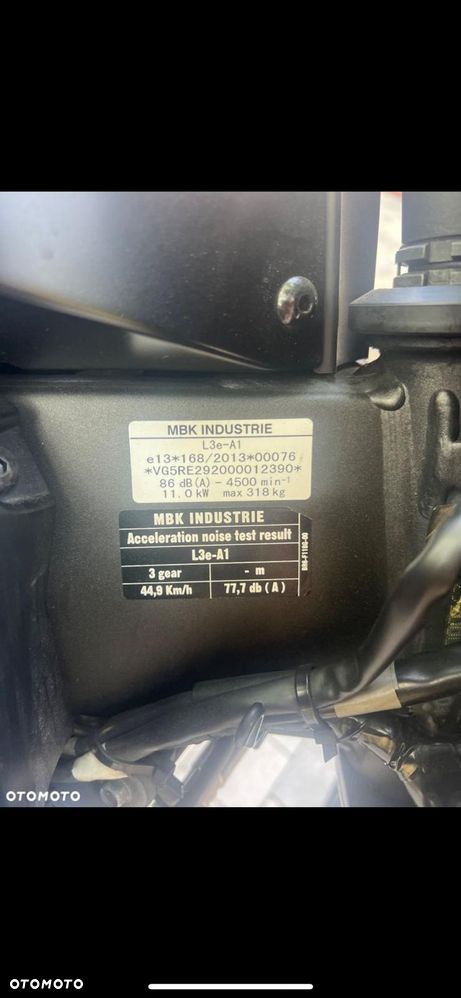 MBK INDUSTRIE
L3e-A1
e13*168/2013*00076
*VG5RE292000012390*
86 dB(A) - 4500 min⁻¹
11.0 kW max 318 kg
MBK INDUSTRIE
Acceleration noise test result
L3e-A1
3 gear - m
44,9 Km/h 77,7 db (A)
OTOMOTO
OTOMOTO